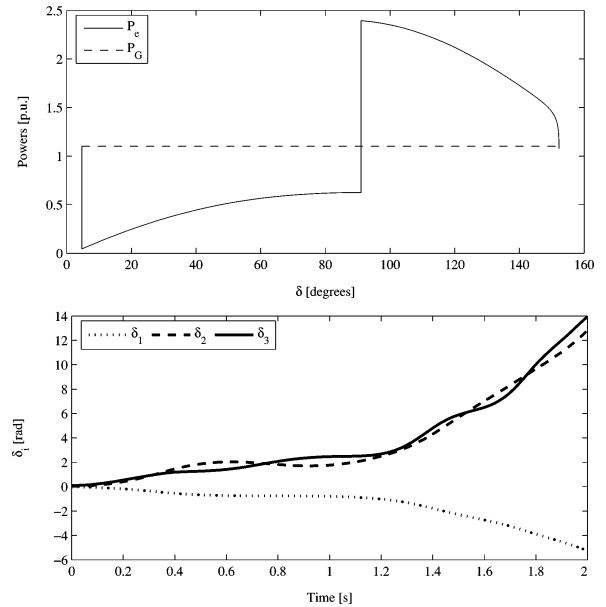 P_e
P_G
Powers [p.u.]
2.5
2
1.5
1
0.5
0
0 20 40 60 80 100 120 140 160
δ [degrees]
δ_1 δ_2 δ_3
δ_i [rad]
14
12
10
8
6
4
2
0
−2
−4
−6
0 0.2 0.4 0.6 0.8 1 1.2 1.4 1.6 1.8 2
Time [s]